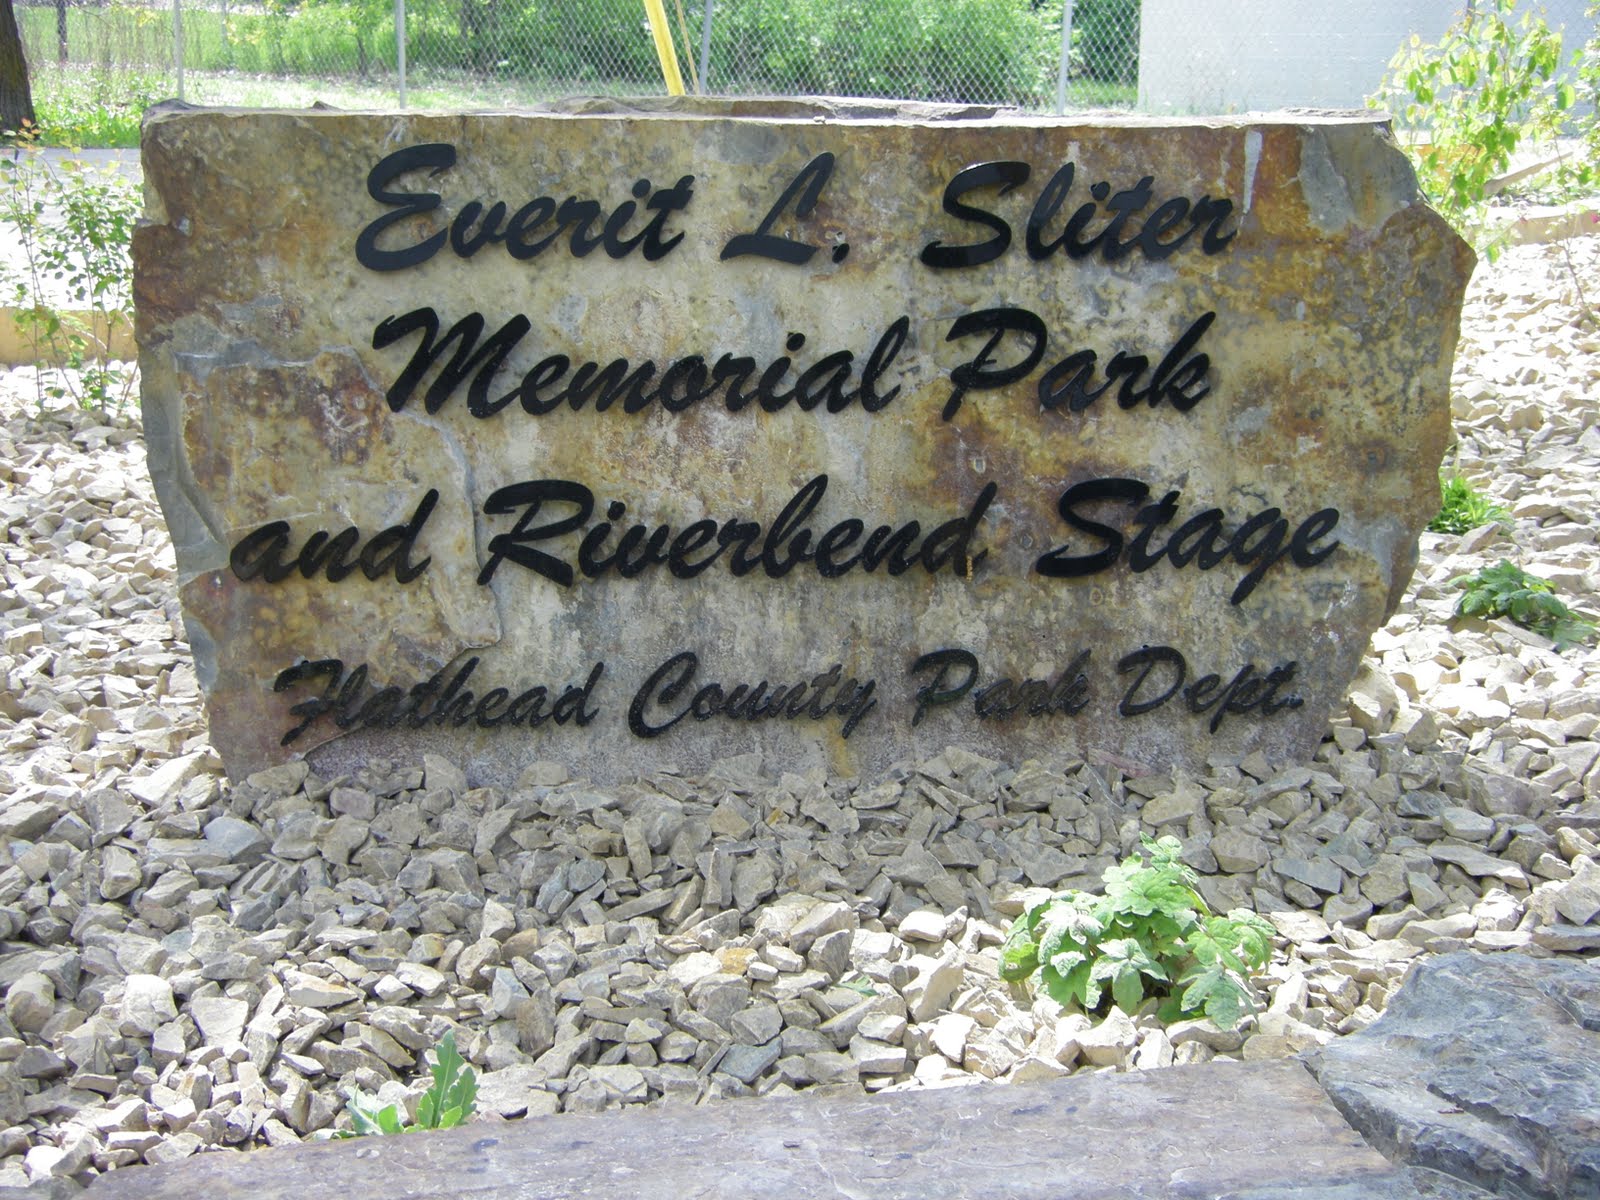 Everit L. Sliter
Memorial Park
and Riverbend Stage
Flathead County Park Dept.